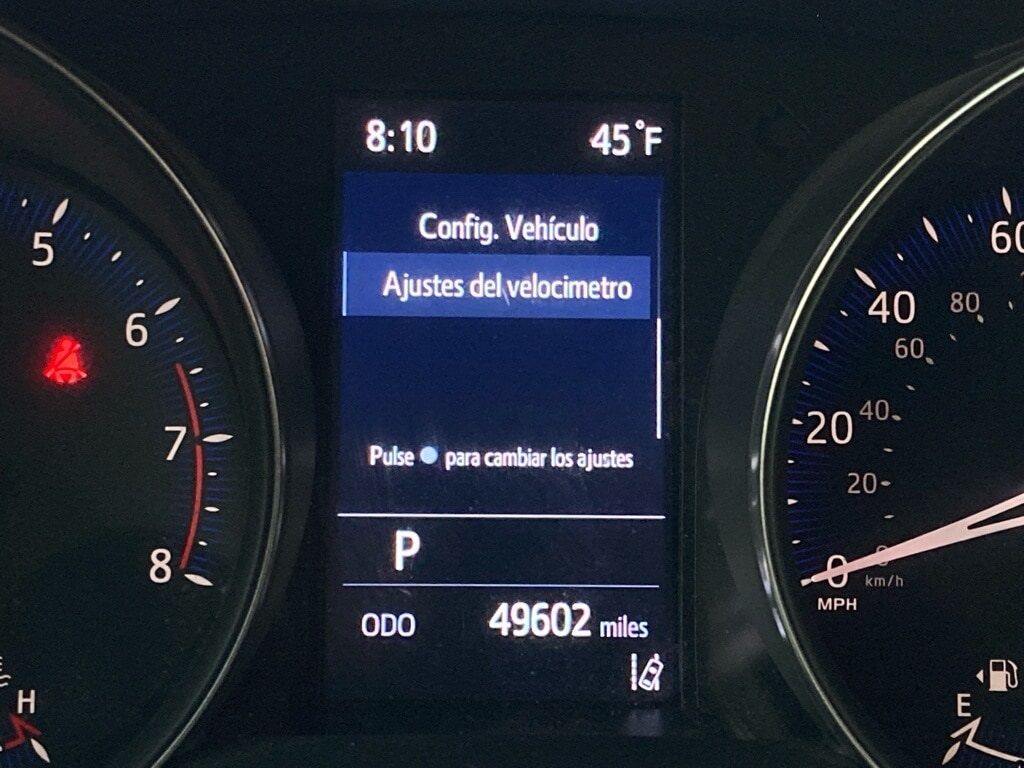 8:10 45°F
Config. Vehículo
Ajustes del velocimetro
Pulse para cambiar los ajustes
P
ODO 49602 miles
5
6
7
8
H
60
40
20
0
MPH
80
60
40
20
0
km/h
E